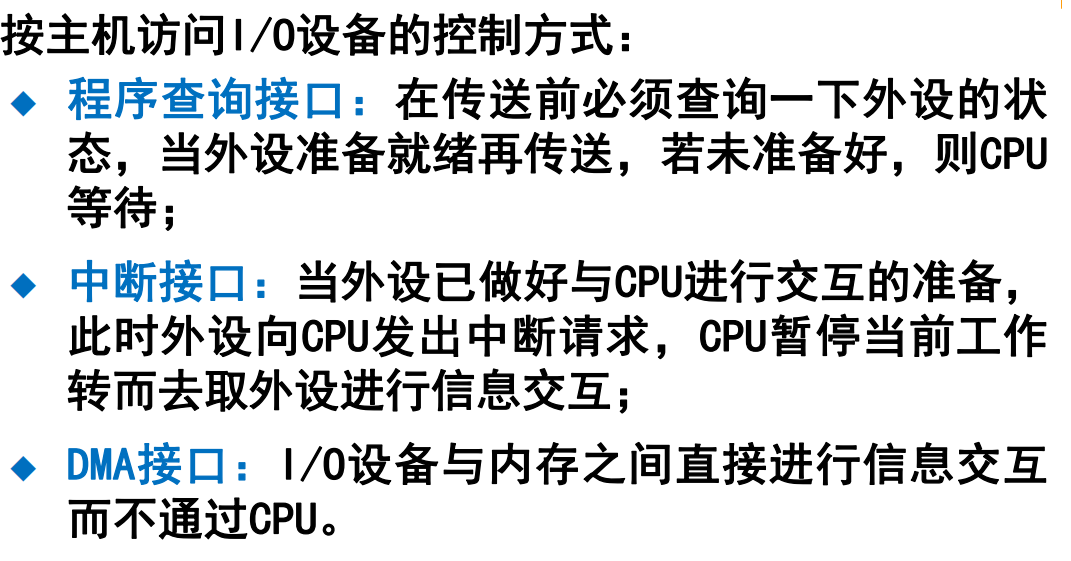 按主机访问I/O设备的控制方式：
◆ 程序查询接口：在传送前必须查询一下外设的状
态，当外设准备就绪再传送，若未准备好，则CPU
等待；
◆ 中断接口：当外设已做好与CPU进行交互的准备，
此时外设向CPU发出中断请求，CPU暂停当前工作
转而去取外设进行信息交互；
◆ DMA接口：I/O设备与内存之间直接进行信息交互
而不通过CPU。